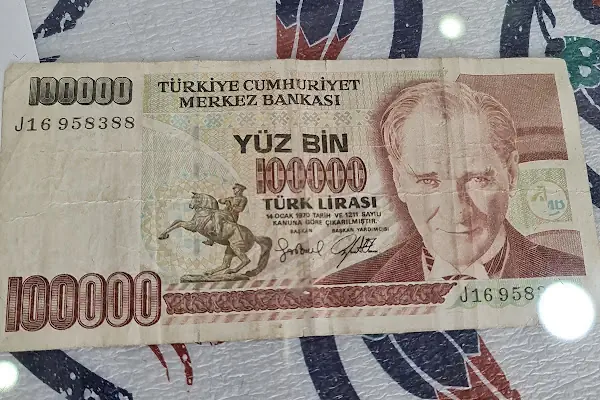 100000
J16 958388
TÜRKİYE CUMHURİYET
MERKEZ BANKASI
YÜZ BİN
100000
TÜRK LİRASI
14 OCAK 1970 TARİH VE 1211 SAYILI
KANUNA GÖRE ÇIKARILMIŞTIR.
BAŞKAN BAŞKAN YARDIMCISI
100000
J16 958